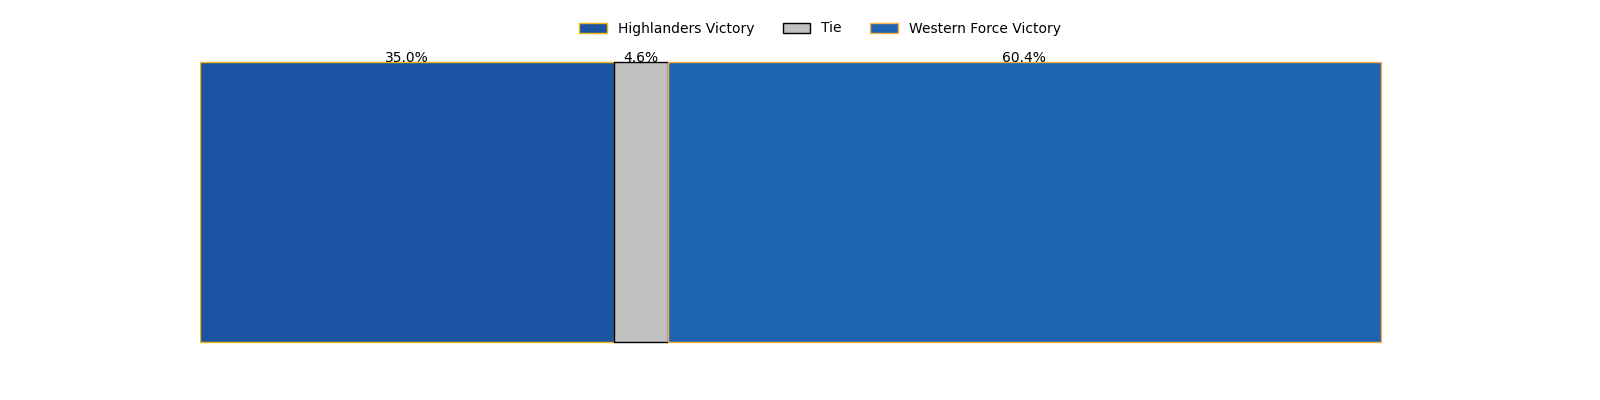 Highlanders Victory Tie Western Force Victory
35.0% 4.6% 60.4%